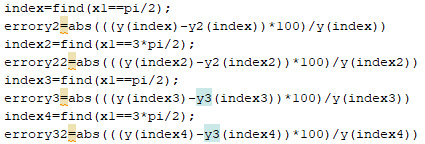 index=find(x1==pi/2);
errory2=abs(((y(index)-y2(index))*100)/y(index))
index2=find(x1==3*pi/2);
errory22=abs(((y(index2)-y2(index2))*100)/y(index2))
index3=find(x1==pi/2);
errory3=abs(((y(index3)-y3(index3))*100)/y(index3))
index4=find(x1==3*pi/2);
errory32=abs(((y(index4)-y3(index4))*100)/y(index4))